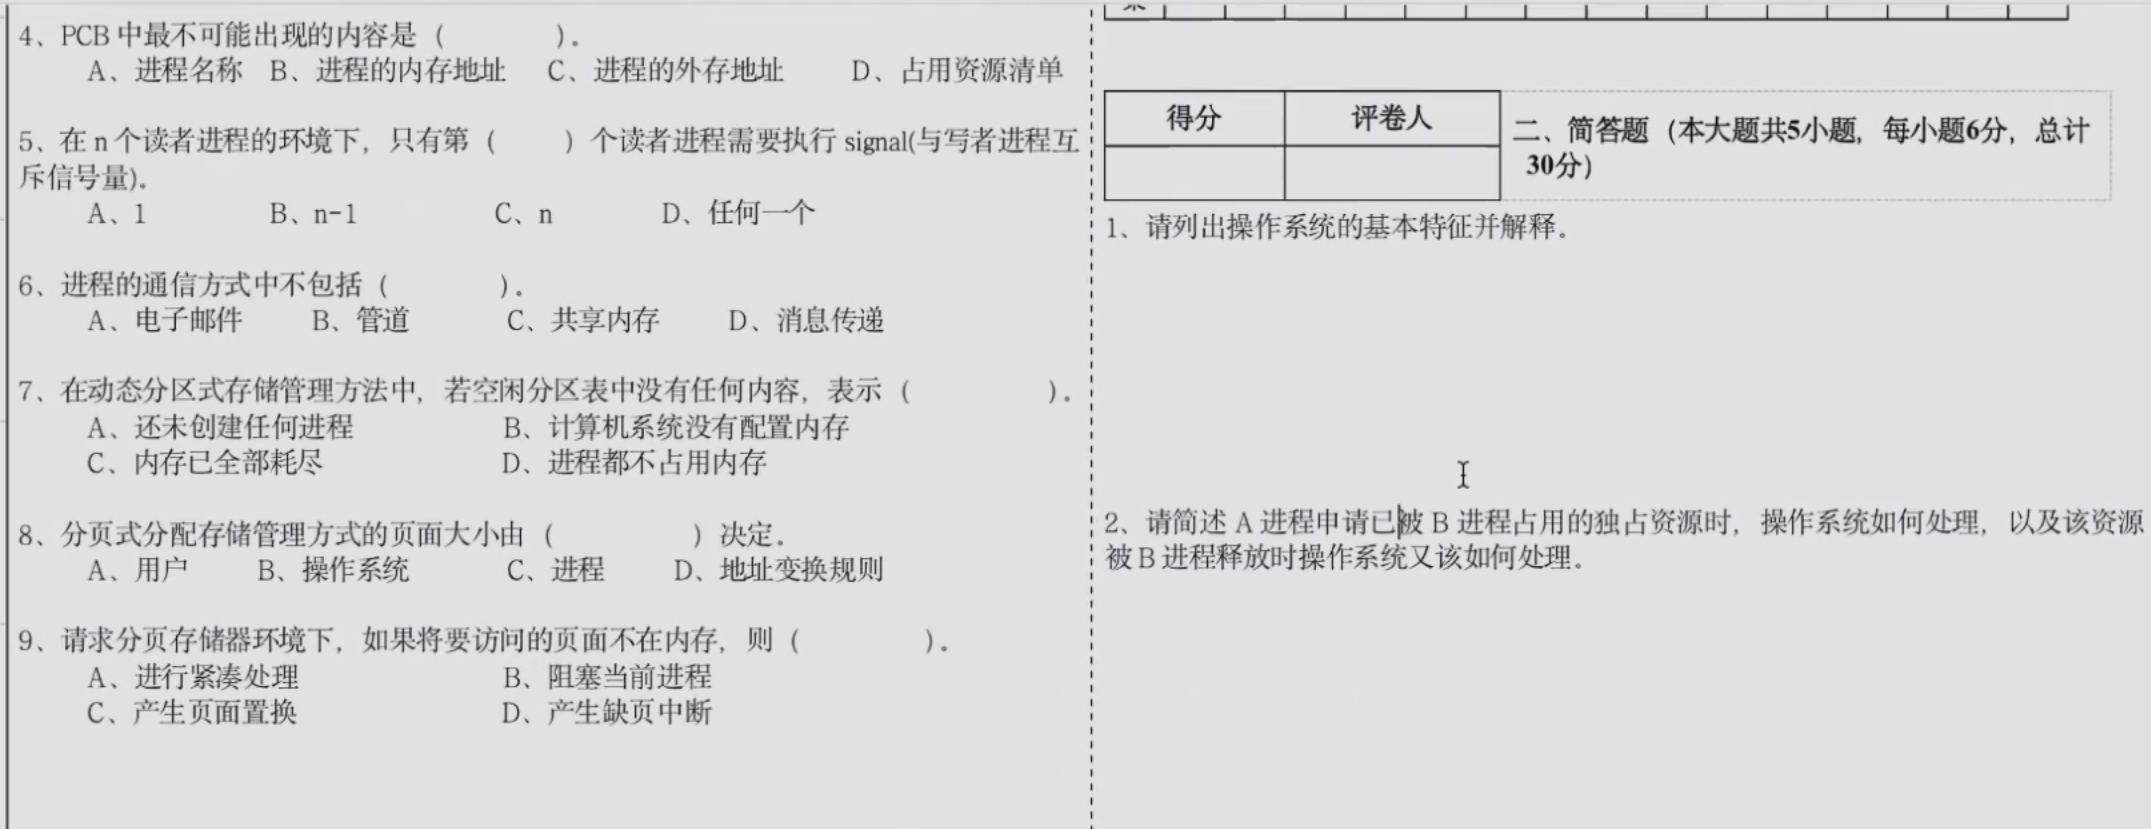 4、PCB 中最不可能出现的内容是（　　）。
A、进程名称　B、进程的内存地址　C、进程的外存地址　D、占用资源清单
5、在 n 个读者进程的环境下，只有第（　　）个读者进程需要执行 signal(与写者进程互
斥信号量)。
A、1　B、n-1　C、n　D、任何一个
6、进程的通信方式中不包括（　　）。
A、电子邮件　B、管道　C、共享内存　D、消息传递
7、在动态分区式存储管理方法中，若空闲分区表中没有任何内容，表示（　　）。
A、还未创建任何进程　B、计算机系统没有配置内存
C、内存已全部耗尽　D、进程都不占用内存
8、分页式分配存储管理方式的页面大小由（　　）决定。
A、用户　B、操作系统　C、进程　D、地址变换规则
9、请求分页存储器环境下，如果将要访问的页面不在内存，则（　　）。
A、进行紧凑处理　B、阻塞当前进程
C、产生页面置换　D、产生缺页中断
得分　评卷人
二、简答题（本大题共5小题，每小题6分，总计
30分）
1、请列出操作系统的基本特征并解释。
2、请简述 A 进程申请已被 B 进程占用的独占资源时，操作系统如何处理，以及该资源
被 B 进程释放时操作系统又该如何处理。